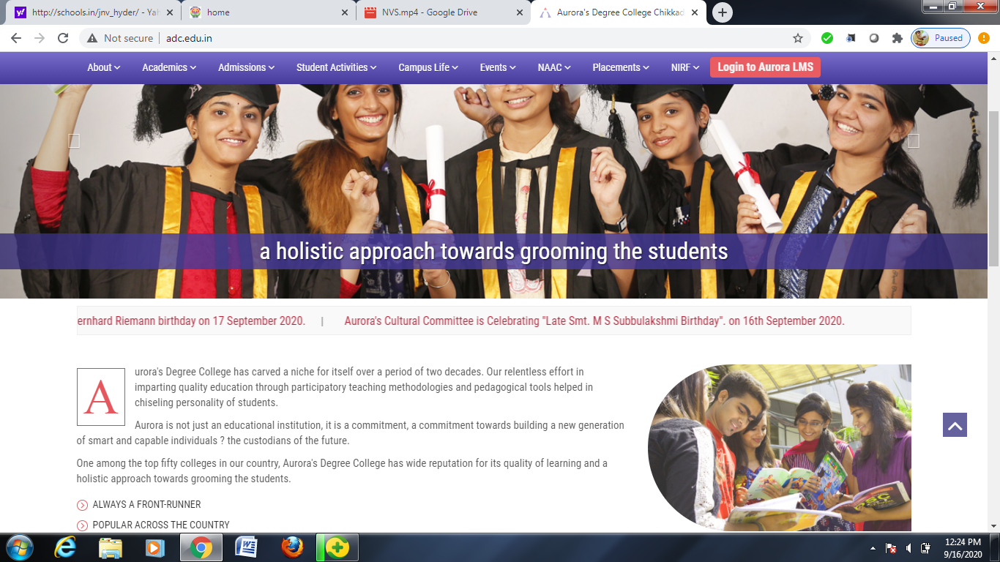 http://schools.in/jnv_hyder/ - Yah
home
NVS.mp4 - Google Drive
Aurora's Degree College Chikkad
Not secure
adc.edu.in
Paused
About
Academics
Admissions
Student Activities
Campus Life
Events
NAAC
Placements
NIRF
Login to Aurora LMS
a holistic approach towards grooming the students
ernhard Riemann birthday on 17 September 2020. | Aurora's Cultural Committee is Celebrating "Late Smt. M S Subbulakshmi Birthday". on 16th September 2020.
A
urora's Degree College has carved a niche for itself over a period of two decades. Our relentless effort in
imparting quality education through participatory teaching methodologies and pedagogical tools helped in
chiseling personality of students.
Aurora is not just an educational institution, it is a commitment, a commitment towards building a new generation
of smart and capable individuals ? the custodians of the future.
One among the top fifty colleges in our country, Aurora's Degree College has wide reputation for its quality of learning and a
holistic approach towards grooming the students.
ALWAYS A FRONT-RUNNER
POPULAR ACROSS THE COUNTRY
12:24 PM
9/16/2020